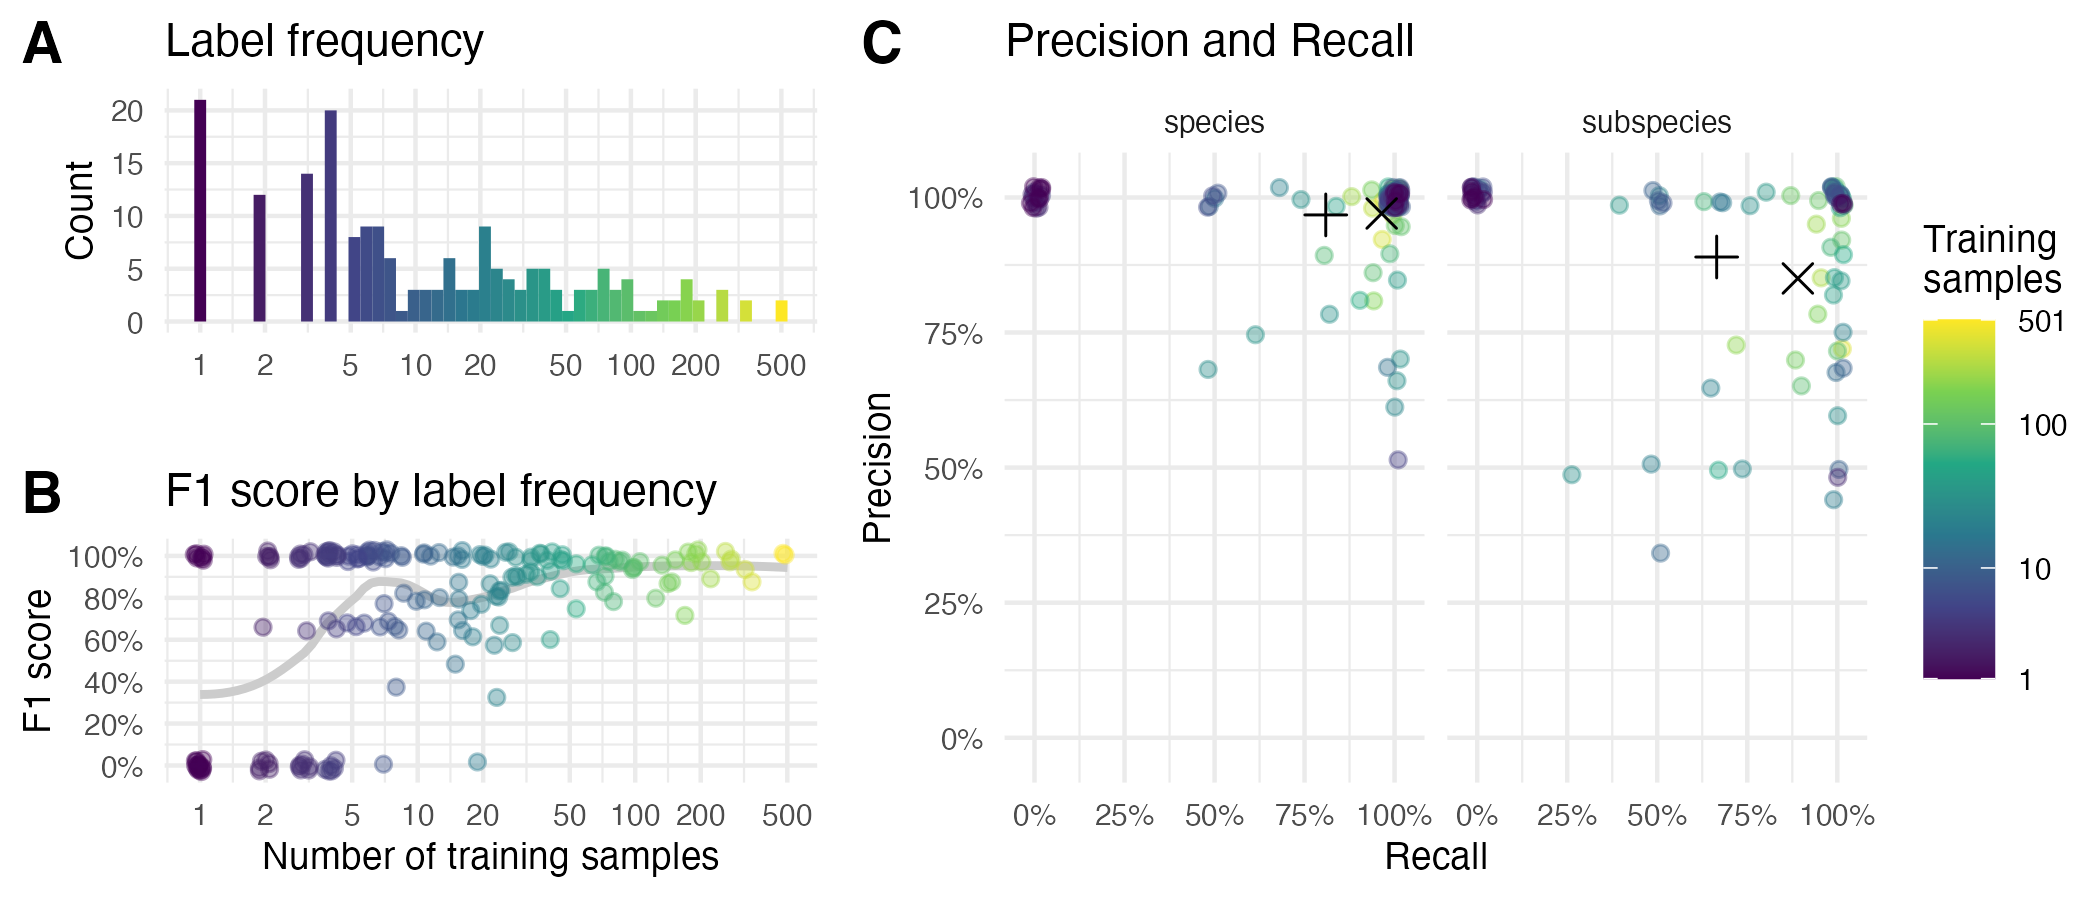 A Label frequency
Count
20
15
10
5
0
1 2 5 10 20 50 100 200 500
B F1 score by label frequency
F1 score
100%
80%
60%
40%
20%
0%
1 2 5 10 20 50 100 200 500
Number of training samples
C Precision and Recall
species subspecies
Precision
100%
75%
50%
25%
0%
0% 25% 50% 75% 100% 0% 25% 50% 75% 100%
Recall
Training
samples
501
100
10
1